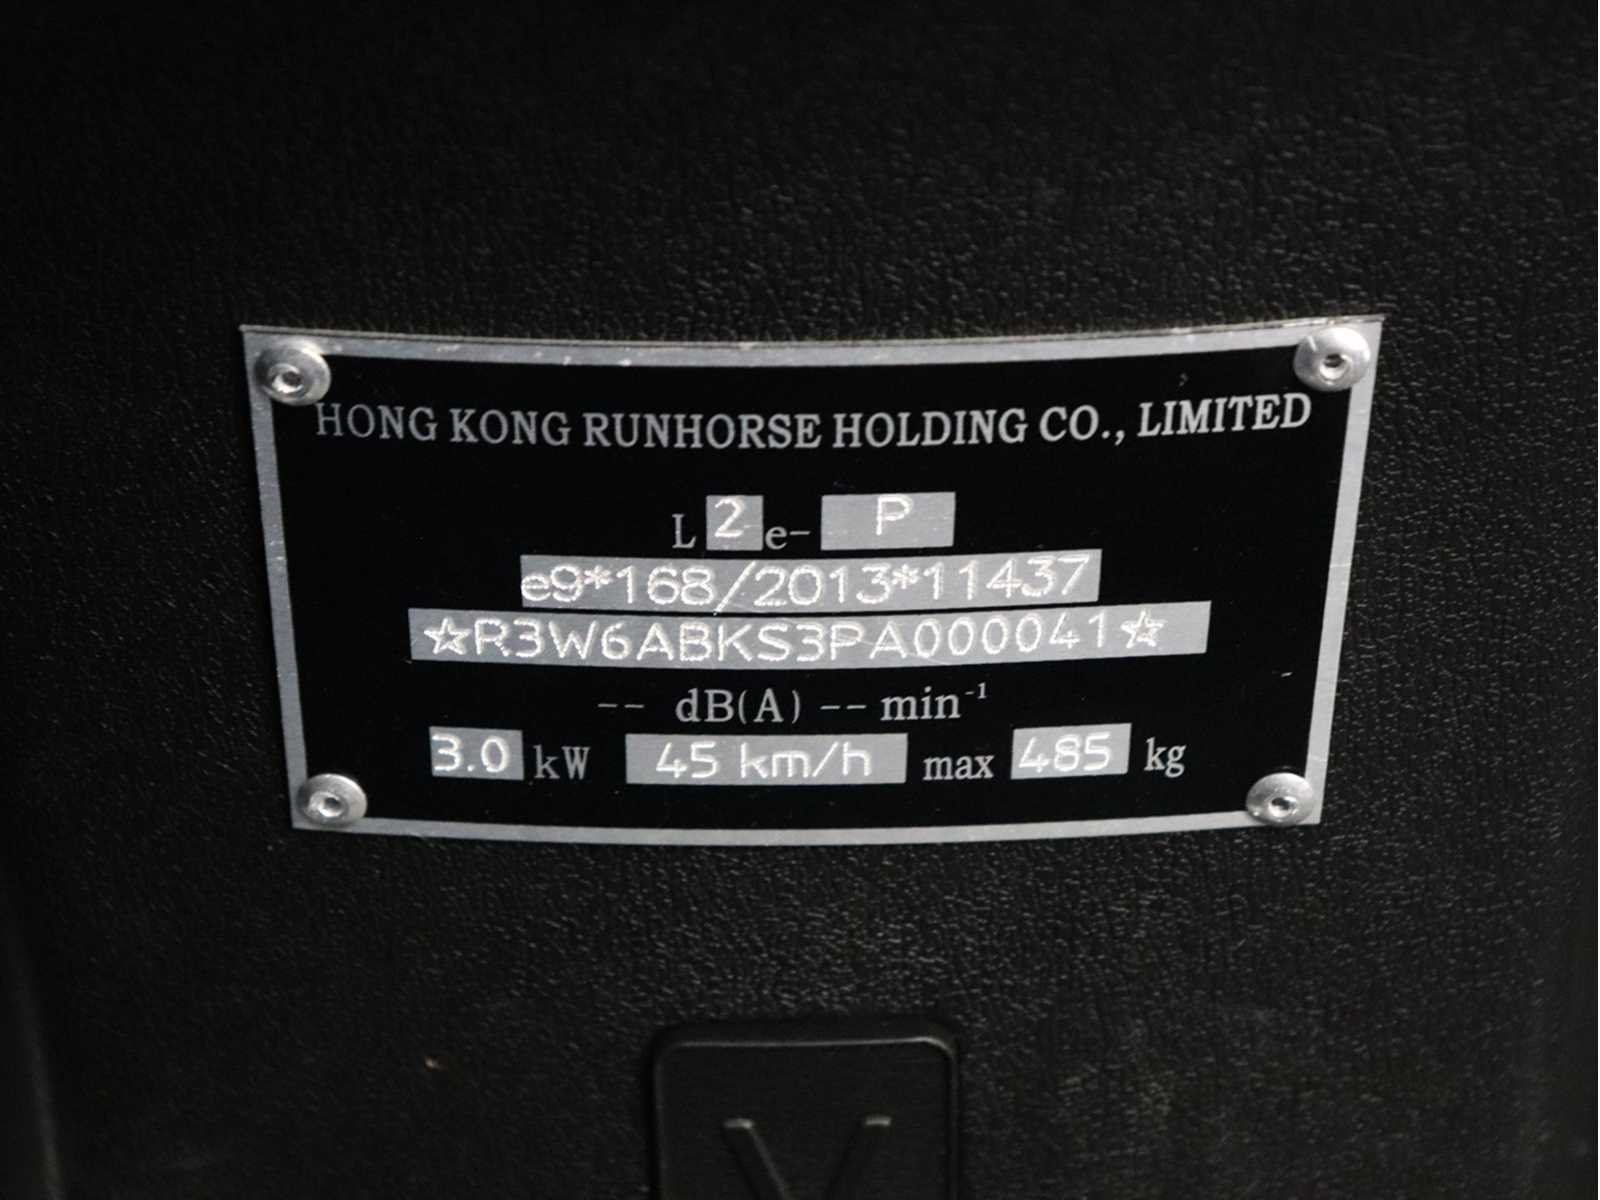 HONG KONG RUNHORSE HOLDING CO., LIMITED
L 2 e- P
e9*168/2013*11437
☆R3W6ABKS3PA000041☆
-- dB(A) -- min⁻¹
3.0 kW 45 km/h max 485 kg